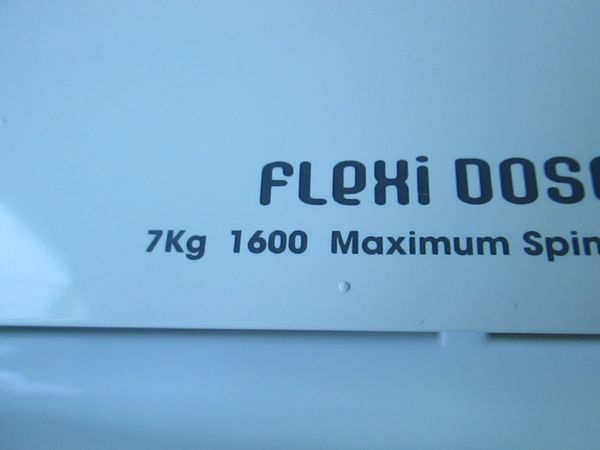 FLeXi DOS
7Kg 1600 Maximum Spin